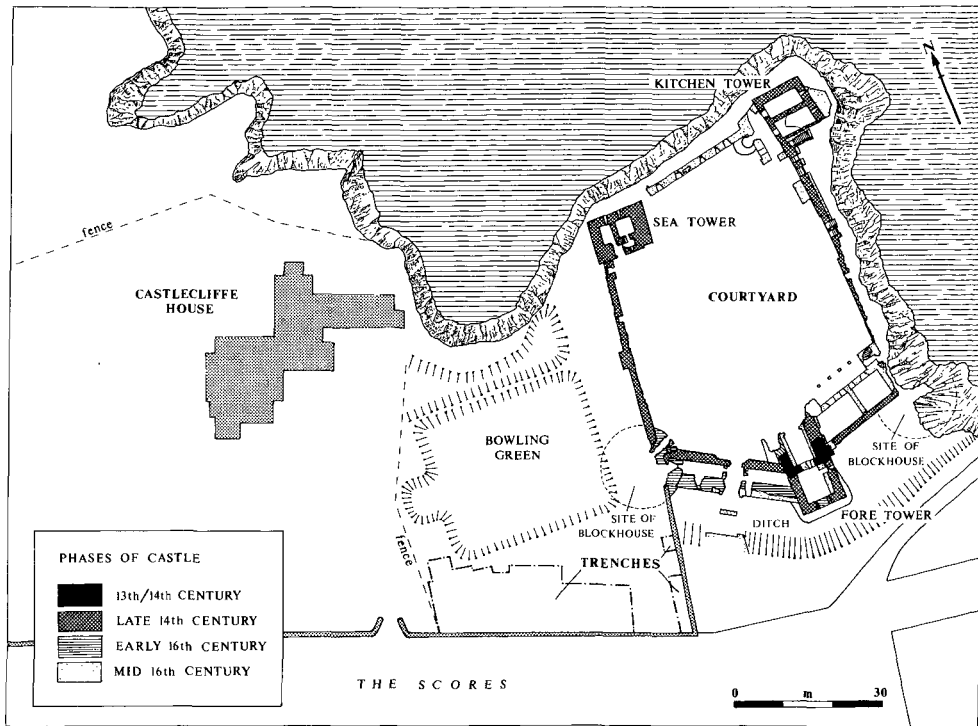 N
KITCHEN TOWER
SEA TOWER
fence
CASTLECLIFFE
HOUSE
COURTYARD
BOWLING
GREEN
SITE OF
BLOCKHOUSE
SITE OF
BLOCKHOUSE
FORE TOWER
DITCH
fence
TRENCHES
PHASES OF CASTLE
13th/14th CENTURY
LATE 14th CENTURY
EARLY 16th CENTURY
MID 16th CENTURY
THE SCORES
0 m 30